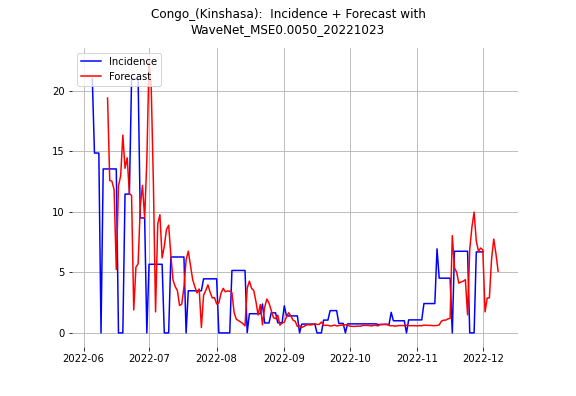 Congo_(Kinshasa):  Incidence + Forecast with
WaveNet_MSE0.0050_20221023
Incidence
Forecast
20
15
10
5
0
2022-06 2022-07 2022-08 2022-09 2022-10 2022-11 2022-12